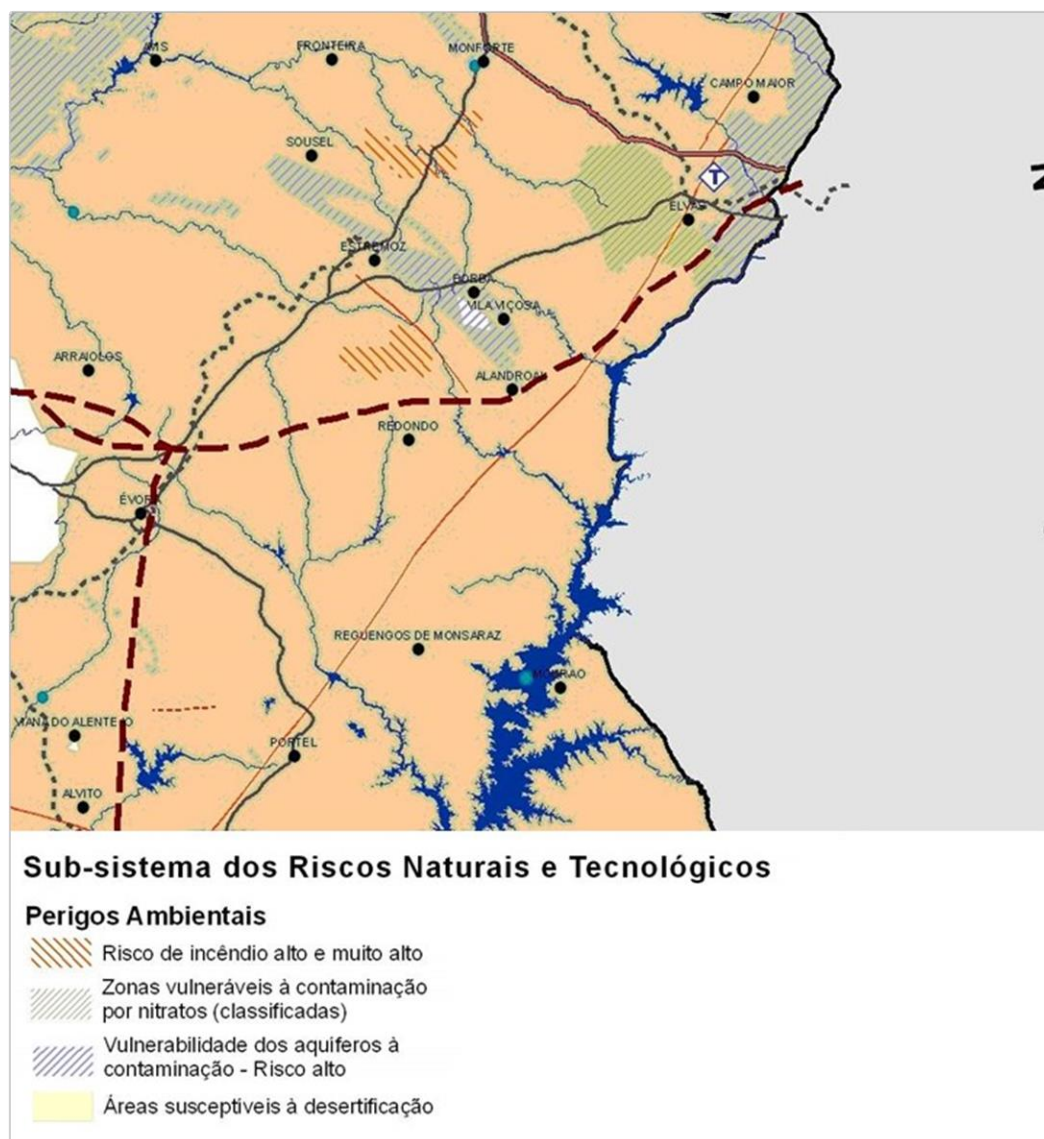 AVIS
FRONTEIRA
MONFORTE
CAMPO MAIOR
SOUSEL
T
ELVAS
ESTREMOZ
BORBA
VILA VIÇOSA
ARRAIOLOS
ALANDROAL
REDONDO
ÉVORA
REGUENGOS DE MONSARAZ
MOURAO
VIANA DO ALENTEJO
PORTEL
ALVITO
Sub-sistema dos Riscos Naturais e Tecnológicos
Perigos Ambientais
Risco de incêndio alto e muito alto
Zonas vulneráveis à contaminação
por nitratos (classificadas)
Vulnerabilidade dos aquíferos à
contaminação - Risco alto
Áreas susceptíveis à desertificação